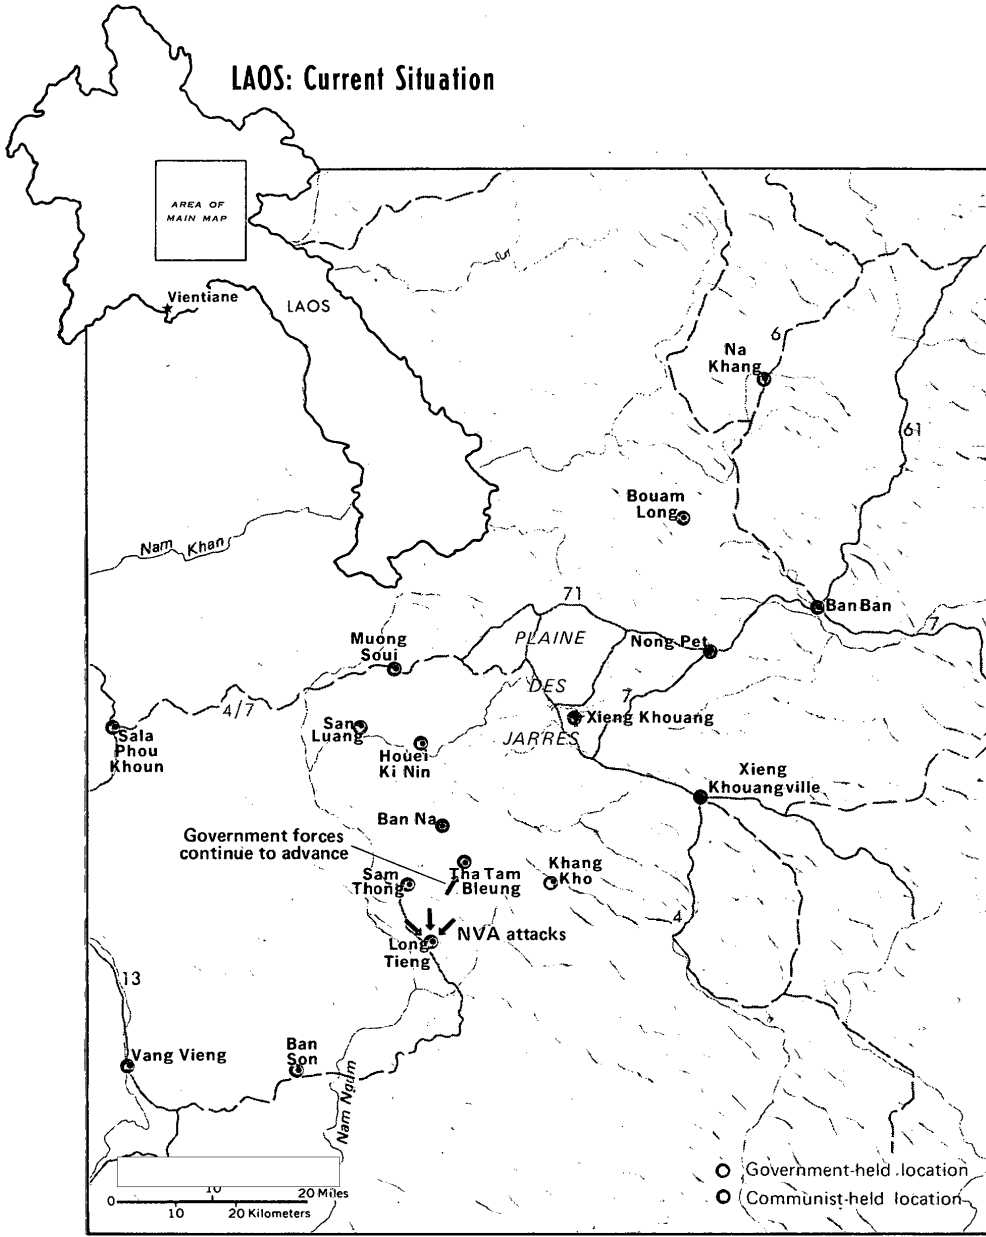 LAOS: Current Situation
AREA OF
MAIN MAP
Vientiane
LAOS
6
Na
Khang
61
Bouam
Long
Nam Khan
71
Ban Ban
7
PLAINE
Nong Pet
Muong
Soui
DES
7
4/7
Xieng Khouang
San
Luang
Sala
Phou
Khoun
JARRES
Houei
Ki Nin
Xieng
Khouangville
Ban Na
Government forces
continue to advance
Khang
Kho
Sam
Thong
Tha Tam
Bleung
4
NVA attacks
Long
Tieng
13
Vang Vieng
Ban
Son
Nam Ngum
Government-held location
Communist-held location
0 10 20 Miles
10 20 Kilometers